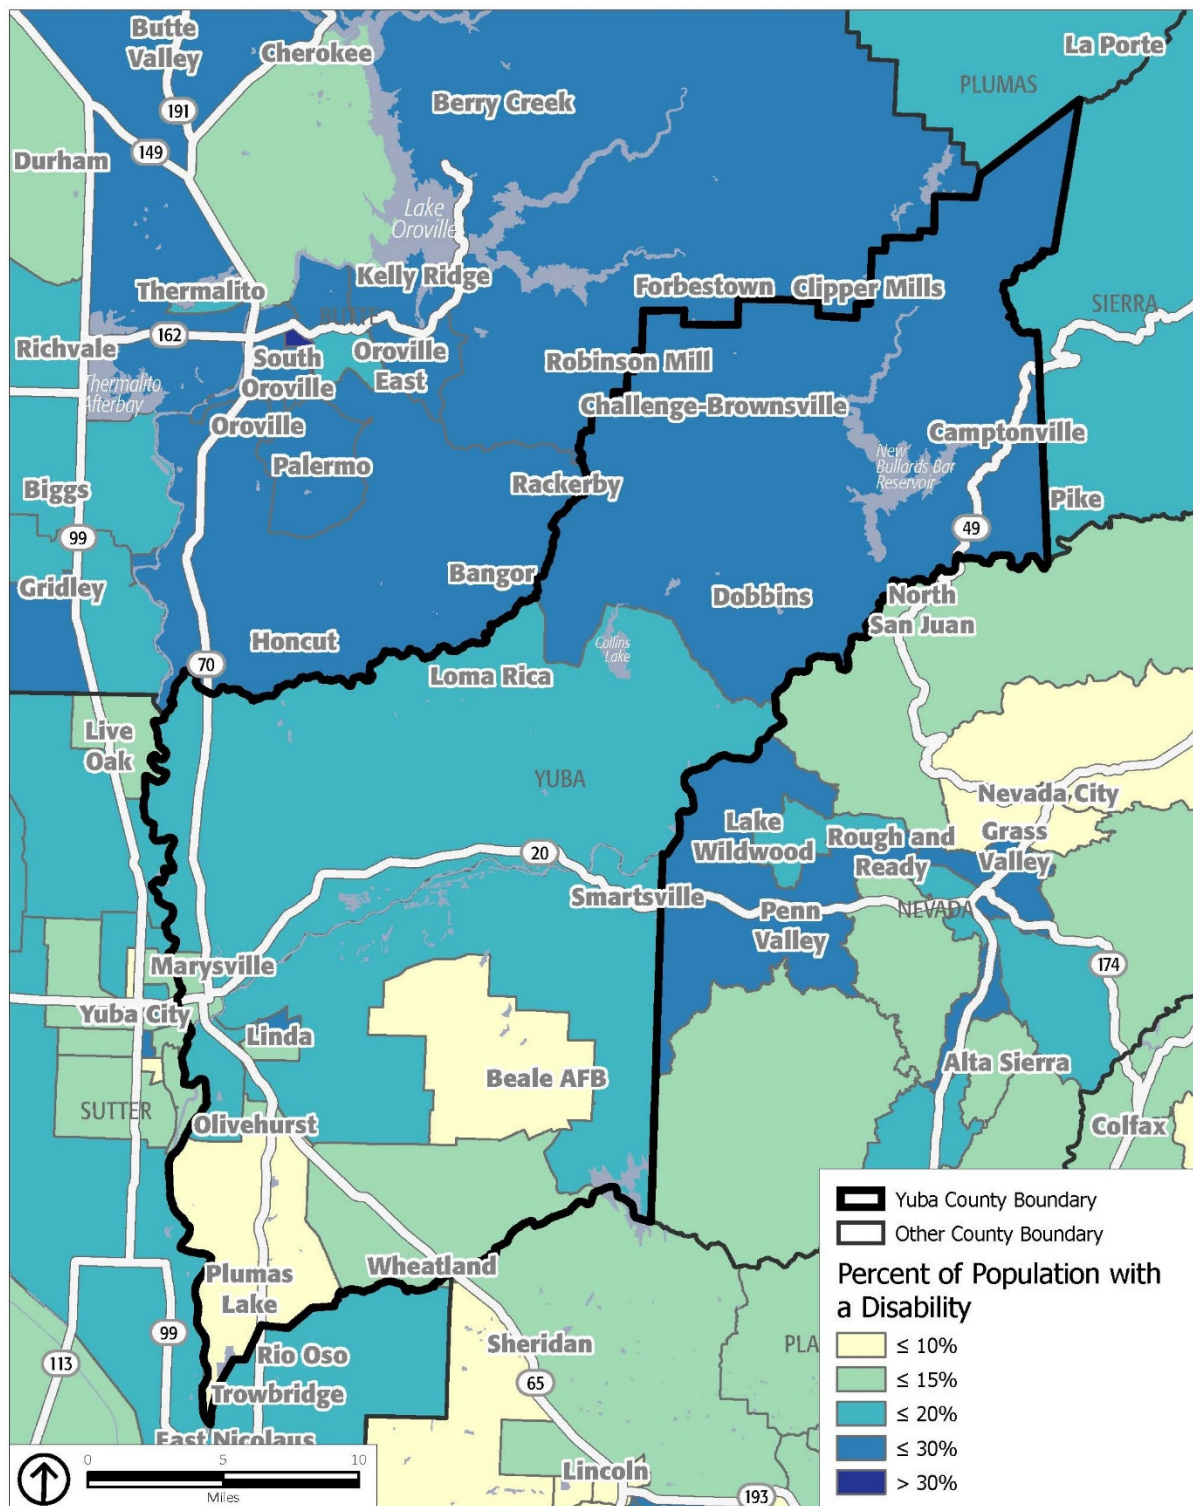 Butte
Valley
Cherokee
La Porte
PLUMAS
Berry Creek
191
149
Durham
Lake
Oroville
Kelly Ridge
Thermalito
Forbestown
Clipper Mills
SIERRA
BUTTE
162
Richvale
South
Oroville
Oroville
East
Robinson Mill
Thermalito
Afterbay
Challenge-Brownsville
Oroville
Camptonville
Palermo
New
Bullards Bar
Reservoir
Rackerby
Biggs
Pike
49
99
Gridley
Bangor
Dobbins
North
San Juan
Honcut
Collins
Lake
70
Loma Rica
Live
Oak
YUBA
Nevada City
Lake
Wildwood
Rough and
Ready
Grass
Valley
20
Smartsville
Penn
Valley
NEVADA
Marysville
174
Yuba City
Linda
Beale AFB
Alta Sierra
SUTTER
Olivehurst
Colfax
Wheatland
Plumas
Lake
99
113
Rio Oso
Sheridan
PLA
Trowbridge
65
East Nicolaus
Lincoln
193
0 5 10
Miles
Yuba County Boundary
Other County Boundary
Percent of Population with
a Disability
≤ 10%
≤ 15%
≤ 20%
≤ 30%
> 30%